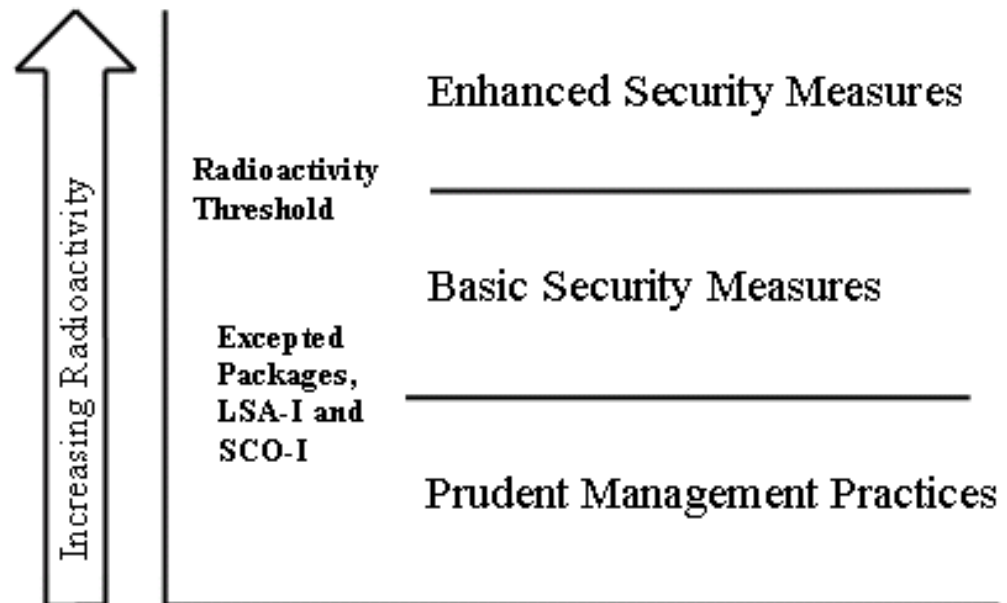 Increasing Radioactivity
Enhanced Security Measures
Radioactivity
Threshold
Basic Security Measures
Excepted
Packages,
LSA-I and
SCO-I
Prudent Management Practices